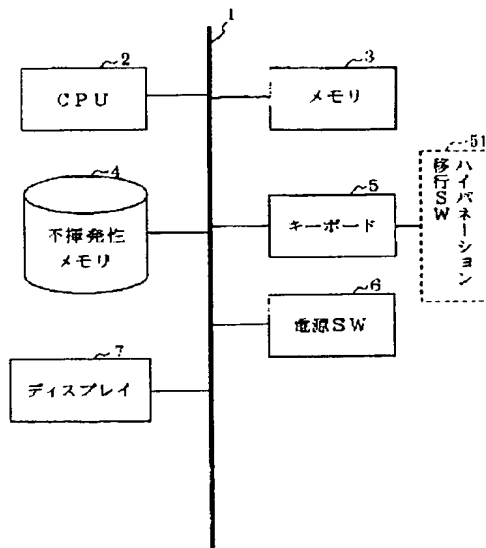 1
2
CPU
3
メモリ
51
ハイバネーション
移行SW
4
不揮発性
メモリ
5
キーボード
6
電源SW
7
ディスプレイ